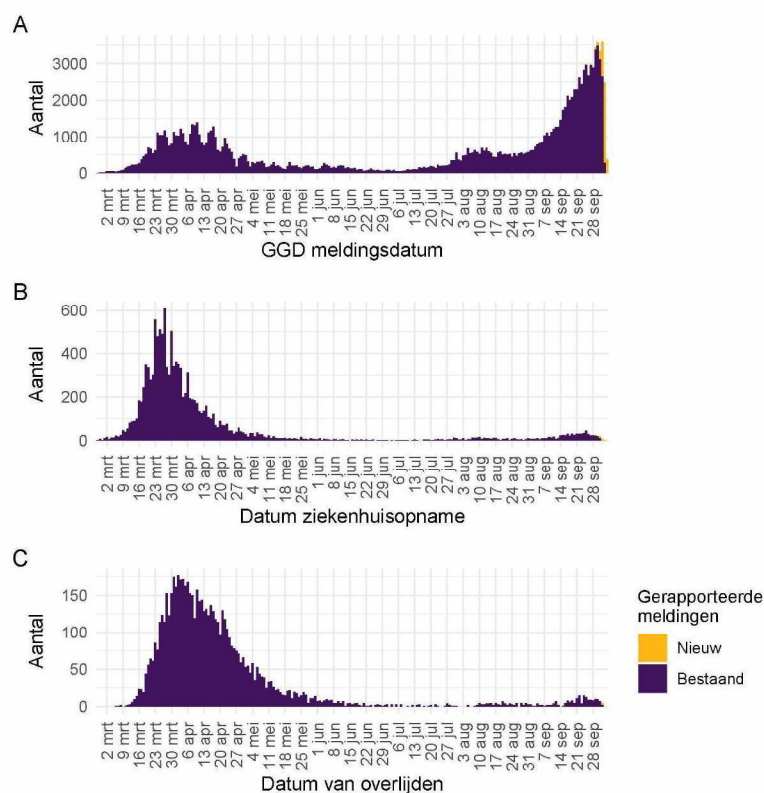 A
Aantal
3000
2000
1000
0
2 mrt
9 mrt
16 mrt
23 mrt
30 mrt
6 apr
13 apr
20 apr
27 apr
4 mei
11 mei
18 mei
25 mei
1 jun
8 jun
15 jun
22 jun
29 jun
6 jul
13 jul
20 jul
27 jul
3 aug
10 aug
17 aug
24 aug
31 aug
7 sep
14 sep
21 sep
28 sep
GGD meldingsdatum
B
Aantal
600
400
200
0
2 mrt
9 mrt
16 mrt
23 mrt
30 mrt
6 apr
13 apr
20 apr
27 apr
4 mei
11 mei
18 mei
25 mei
1 jun
8 jun
15 jun
22 jun
29 jun
6 jul
13 jul
20 jul
27 jul
3 aug
10 aug
17 aug
24 aug
31 aug
7 sep
14 sep
21 sep
28 sep
Datum ziekenhuisopname
C
Aantal
150
100
50
0
2 mrt
9 mrt
16 mrt
23 mrt
30 mrt
6 apr
13 apr
20 apr
27 apr
4 mei
11 mei
18 mei
25 mei
1 jun
8 jun
15 jun
22 jun
29 jun
6 jul
13 jul
20 jul
27 jul
3 aug
10 aug
17 aug
24 aug
31 aug
7 sep
14 sep
21 sep
28 sep
Datum van overlijden
Gerapporteerde
meldingen
Nieuw
Bestaand